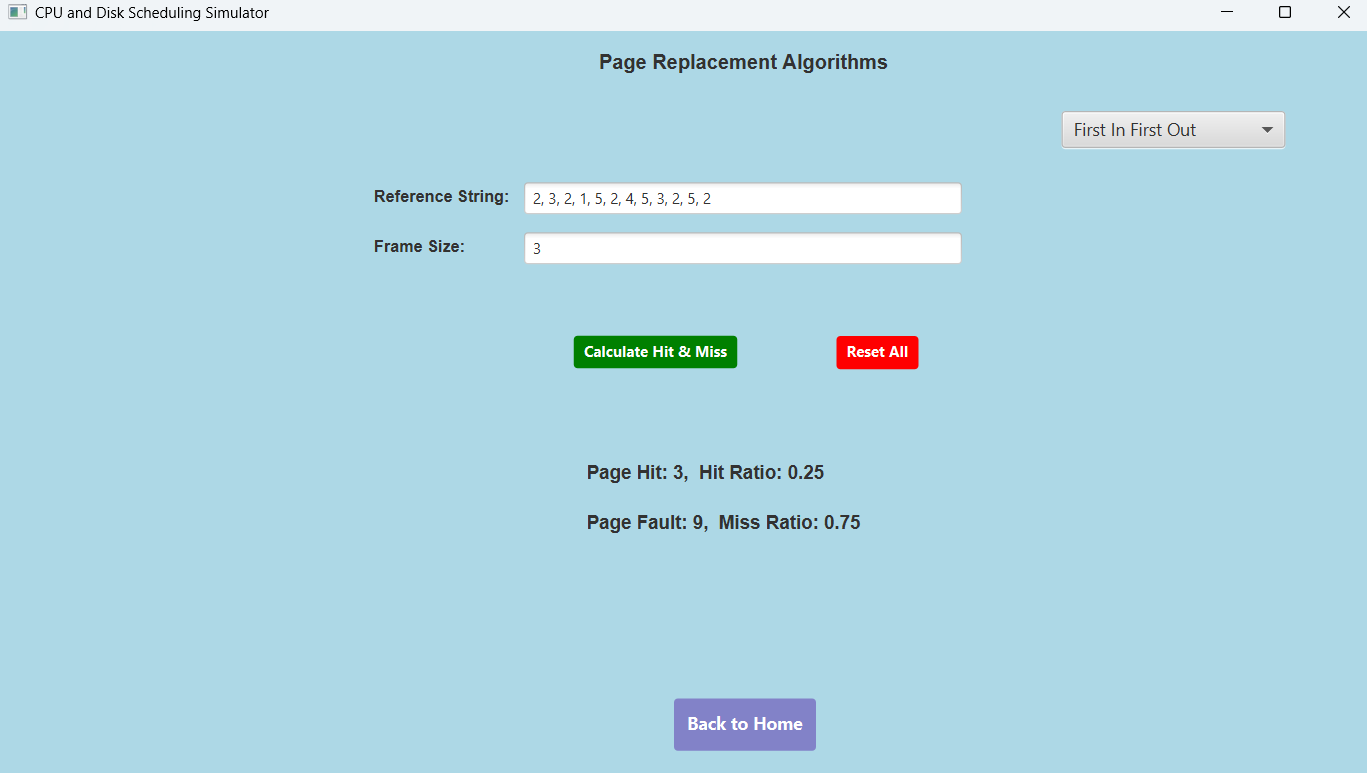 CPU and Disk Scheduling Simulator
Page Replacement Algorithms
First In First Out
Reference String: 2, 3, 2, 1, 5, 2, 4, 5, 3, 2, 5, 2
Frame Size: 3
Calculate Hit & Miss Reset All
Page Hit: 3,  Hit Ratio: 0.25
Page Fault: 9,  Miss Ratio: 0.75
Back to Home